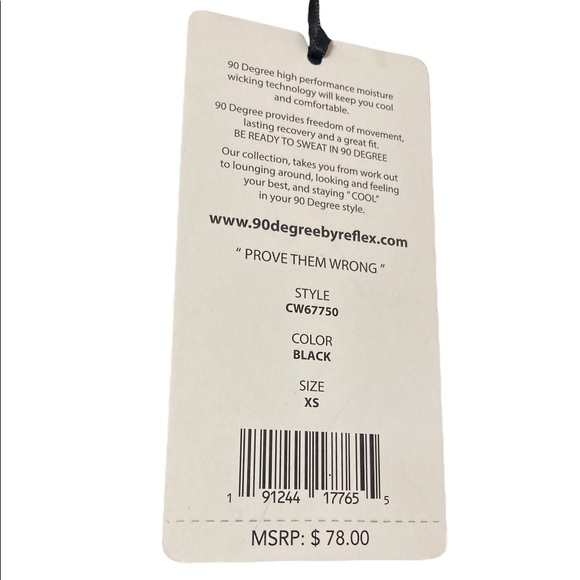 90 Degree high performance moisture
wicking technology will keep you cool
and comfortable.
90 Degree provides freedom of movement,
lasting recovery and a great fit.
BE READY TO SWEAT IN 90 DEGREE
Our collection, takes you from work out
to lounging around, looking and feeling
your best, and staying "COOL"
in your 90 Degree style.
www.90degreebyreflex.com
" PROVE THEM WRONG "
STYLE
CW67750
COLOR
BLACK
SIZE
XS
1 91244 17765 5
MSRP: $ 78.00